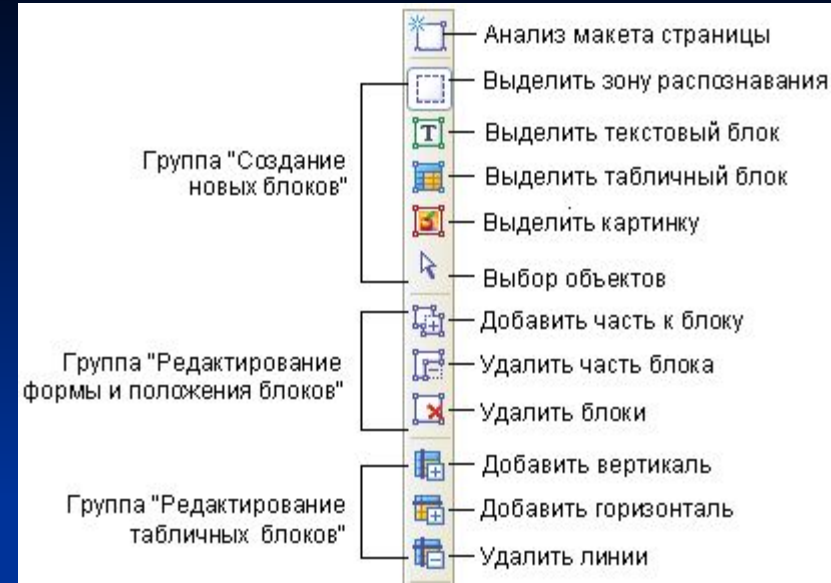 Анализ макета страницы
Выделить зону распознавания
Группа "Создание
новых блоков"
Выделить текстовый блок
Выделить табличный блок
Выделить картинку
Выбор объектов
Группа "Редактирование
формы и положения блоков"
Добавить часть к блоку
Удалить часть блока
Удалить блоки
Группа "Редактирование
табличных блоков"
Добавить вертикаль
Добавить горизонталь
Удалить линии
T